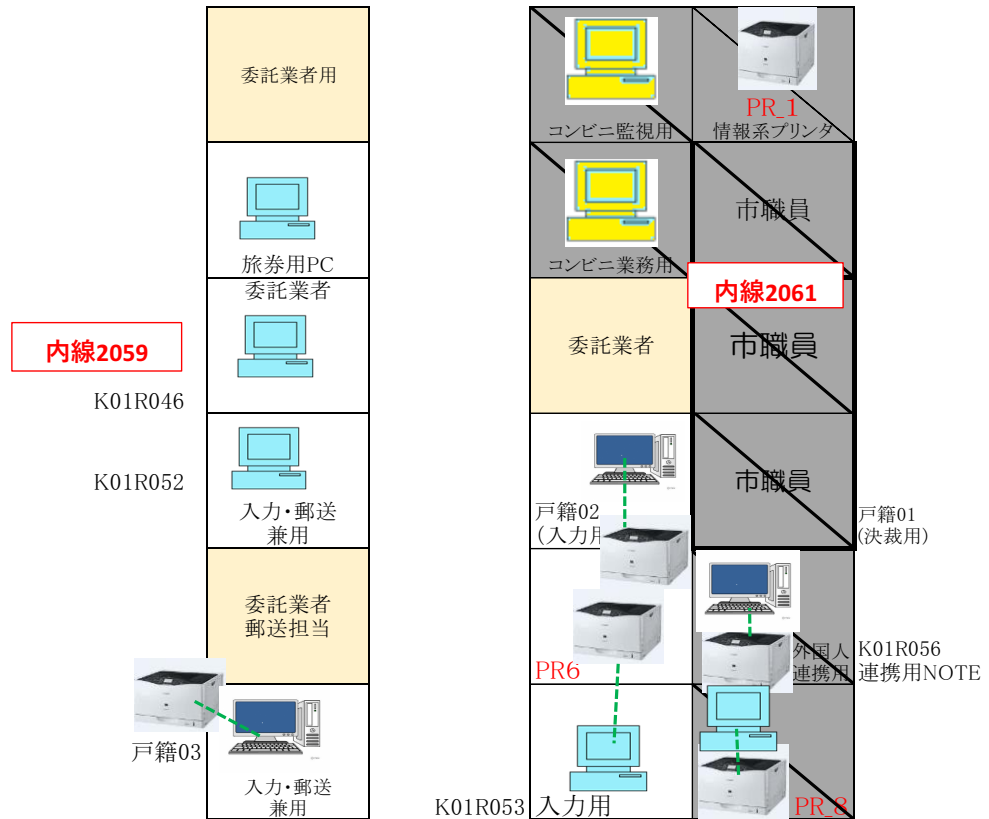 委託業者用
旅券用PC
委託業者
内線2059
K01R046
K01R052
入力・郵送
兼用
委託業者
郵送担当
戸籍03
入力・郵送
兼用
コンビニ監視用
PR_1
情報系プリンタ
コンビニ業務用
市職員
内線2061
委託業者
市職員
戸籍02
(入力用
市職員
戸籍01
(決裁用)
PR6
外国人
連携用
K01R056
連携用NOTE
K01R053
入力用
PR_8